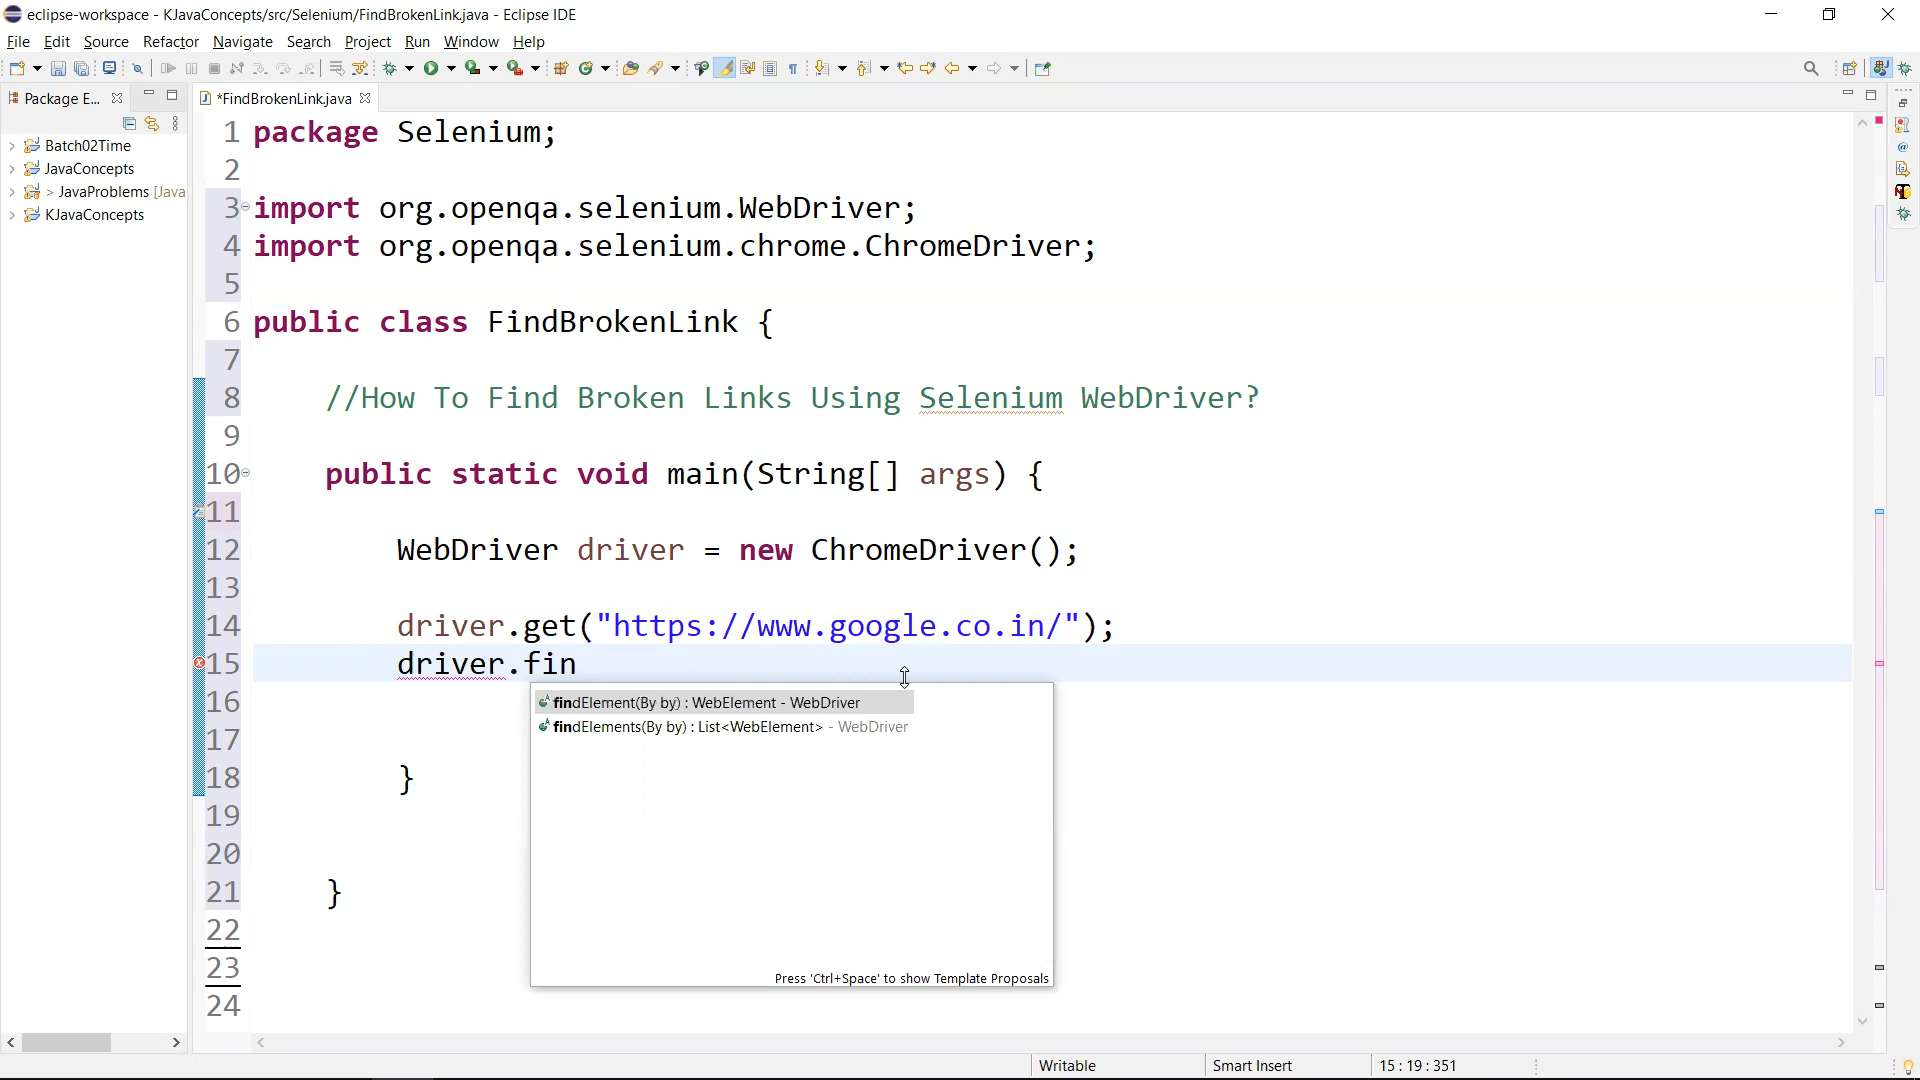 eclipse-workspace - KJavaConcepts/src/Selenium/FindBrokenLink.java - Eclipse IDE
File Edit Source Refactor Navigate Search Project Run Window Help
Package E...
*FindBrokenLink.java
Batch02Time
JavaConcepts
> JavaProblems [Java
KJavaConcepts
1 package Selenium;
2
3 import org.openqa.selenium.WebDriver;
4 import org.openqa.selenium.chrome.ChromeDriver;
5
6 public class FindBrokenLink {
7
8 //How To Find Broken Links Using Selenium WebDriver?
9
10 public static void main(String[] args) {
11
12 WebDriver driver = new ChromeDriver();
13
14 driver.get("https://www.google.co.in/");
15 driver.fin
16 findElement(By by) : WebElement - WebDriver
findElements(By by) : List<WebElement> - WebDriver
17
18 }
19
20
21 }
22
23
Press 'Ctrl+Space' to show Template Proposals
24
Writable Smart Insert 15 : 19 : 351